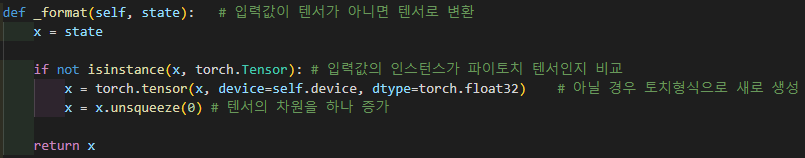 def _format(self, state):   # 입력값이 텐서가 아니면 텐서로 변환
    x = state

    if not isinstance(x, torch.Tensor): # 입력값의 인스턴스가 파이토치 텐서인지 비교
        x = torch.tensor(x, device=self.device, dtype=torch.float32)    # 아닐 경우 토치형식으로 새로 생성
        x = x.unsqueeze(0) # 텐서의 차원을 하나 증가

    return x